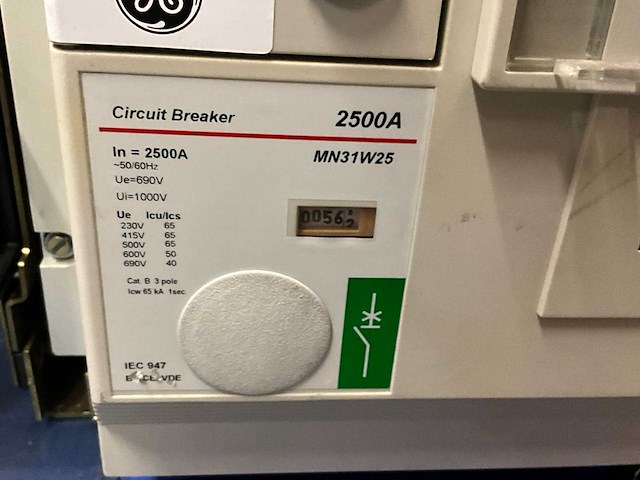 GE
Circuit Breaker 2500A
In = 2500A MN31W25
~50/60Hz
Ue=690V
Ui=1000V
Ue Icu/Ics
230V 65
415V 65
500V 65
600V 50
690V 40
Cat. B 3 pole
Icw 65 kA 1sec
IEC 947